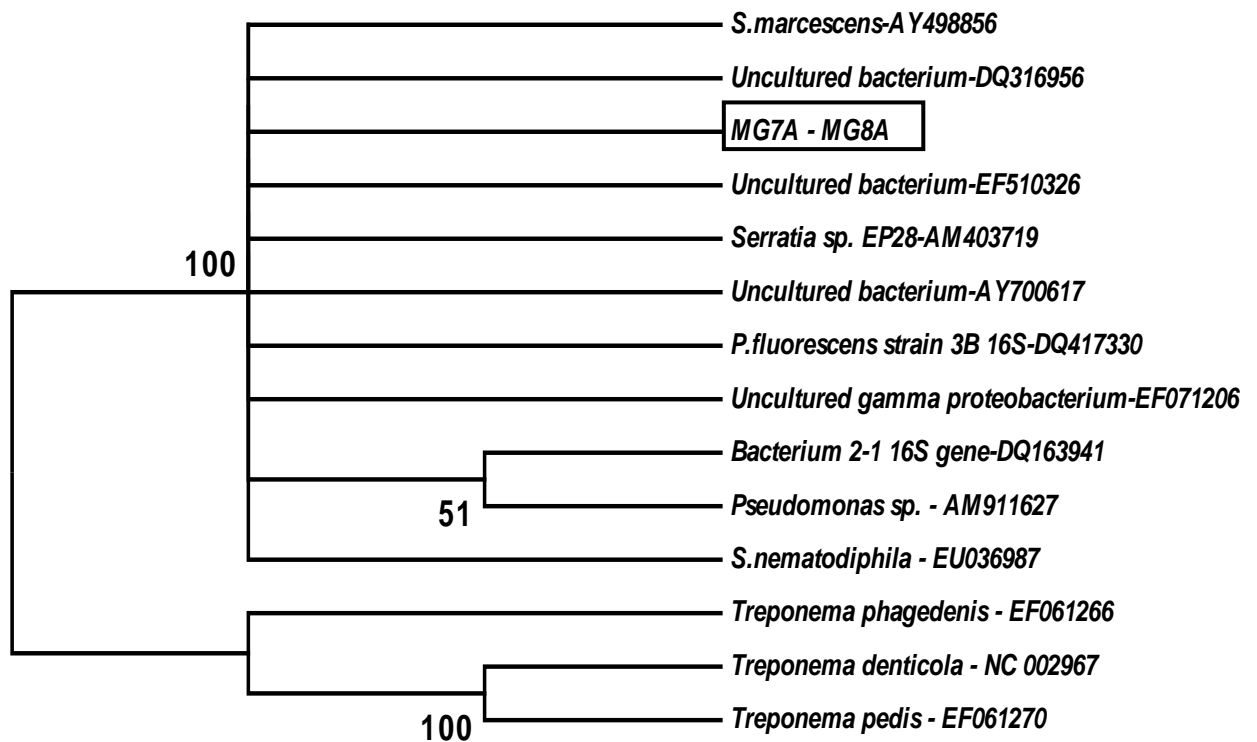 S.marcescens-AY498856
Uncultured bacterium-DQ316956
MG7A - MG8A
Uncultured bacterium-EF510326
Serratia sp. EP28-AM403719
100
Uncultured bacterium-AY700617
P.fluorescens strain 3B 16S-DQ417330
Uncultured gamma proteobacterium-EF071206
Bacterium 2-1 16S gene-DQ163941
51
Pseudomonas sp. - AM911627
S.nematodiphila - EU036987
Treponema phagedenis - EF061266
Treponema denticola - NC 002967
100
Treponema pedis - EF061270